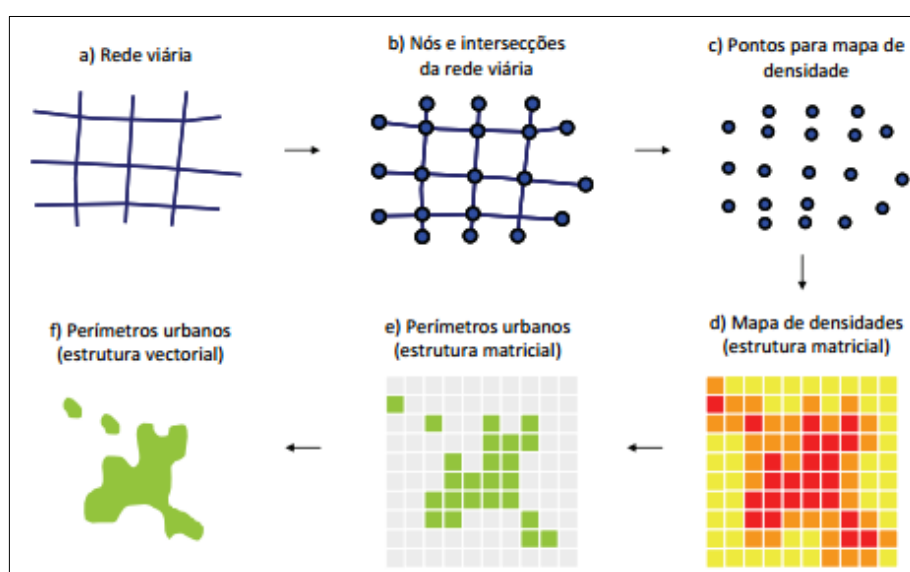 a) Rede viária
b) Nós e intersecções
da rede viária
c) Pontos para mapa de
densidade
d) Mapa de densidades
(estrutura matricial)
e) Perímetros urbanos
(estrutura matricial)
f) Perímetros urbanos
(estrutura vectorial)